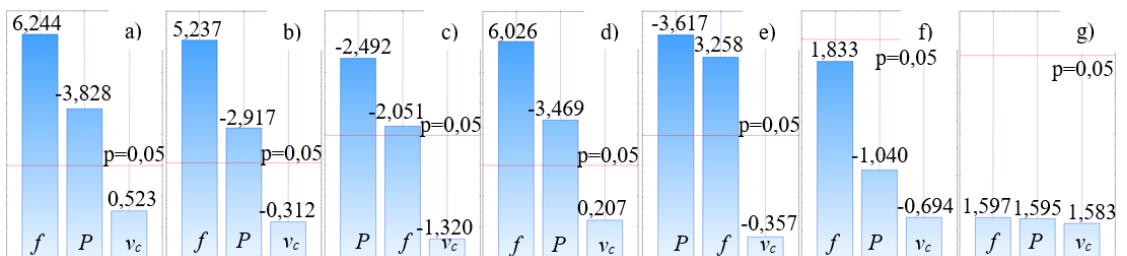 6,244 a)
-3,828
p=0,05
0,523
f P vc
5,237 b)
-2,917
p=0,05
-0,312
f P vc
-2,492 c)
-2,051
p=0,05
-1,320
P f vc
6,026 d)
-3,469
p=0,05
0,207
f P vc
-3,617 e)
3,258
p=0,05
-0,357
P f vc
f)
1,833 p=0,05
-1,040
-0,694
f P vc
g)
p=0,05
1,597 1,595 1,583
f P vc